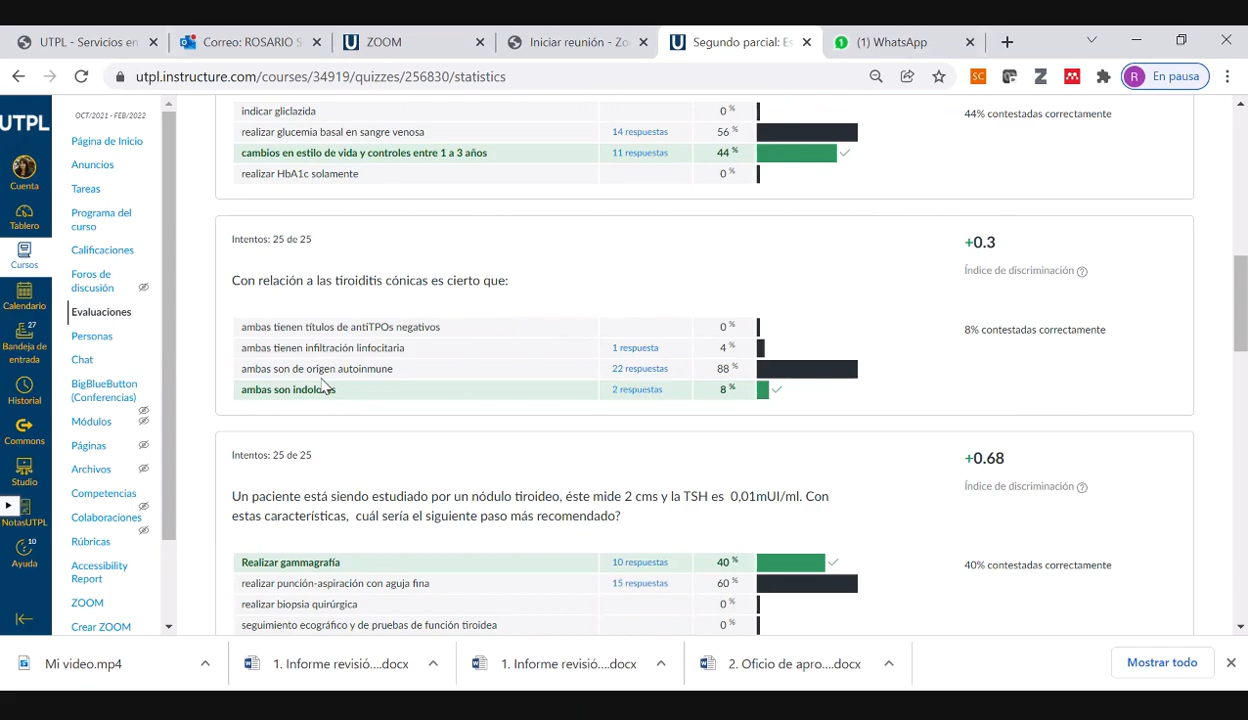 UTPL - Servicios en
Correo: ROSARIO S
ZOOM
Iniciar reunión - Zo
Segundo parcial: Es
(1) WhatsApp
utpl.instructure.com/courses/34919/quizzes/256830/statistics
SC
R En pausa
UTPL
Cuenta
Tablero
Cursos
Calendario
27
Bandeja de
entrada
Historial
Commons
Studio
NotasUTPL
10
Ayuda
OCT/2021 - FEB/2022
Página de Inicio
Anuncios
Tareas
Programa del
curso
Calificaciones
Foros de
discusión
Evaluaciones
Personas
Chat
BigBlueButton
(Conferencias)
Módulos
Páginas
Archivos
Competencias
Colaboraciones
Rúbricas
Accessibility
Report
ZOOM
Crear ZOOM
indicar gliclazida 0 %
44% contestadas correctamente
realizar glucemia basal en sangre venosa 14 respuestas 56 %
cambios en estilo de vida y controles entre 1 a 3 años 11 respuestas 44 %
realizar HbA1c solamente 0 %
Intentos: 25 de 25
+0.3
Índice de discriminación ?
Con relación a las tiroiditis cónicas es cierto que:
ambas tienen títulos de antiTPOs negativos 0 %
8% contestadas correctamente
ambas tienen infiltración linfocitaria 1 respuesta 4 %
ambas son de origen autoinmune 22 respuestas 88 %
ambas son 2 respuestas 8 %
Intentos: 25 de 25
+0.68
Índice de discriminación ?
Un paciente está siendo estudiado por un nódulo tiroideo, éste mide 2 cms y la TSH es 0,01mUI/ml. Con
estas características, cuál sería el siguiente paso más recomendado?
Realizar gammagrafía 10 respuestas 40 %
40% contestadas correctamente
realizar punción-aspiración con aguja fina 15 respuestas 60 %
realizar biopsia quirúrgica 0 %
seguimiento ecográfico y de pruebas de función tiroidea 0 %
Mi video.mp4
1. Informe revisió....docx
1. Informe revisió....docx
2. Oficio de apro....docx
Mostrar todo